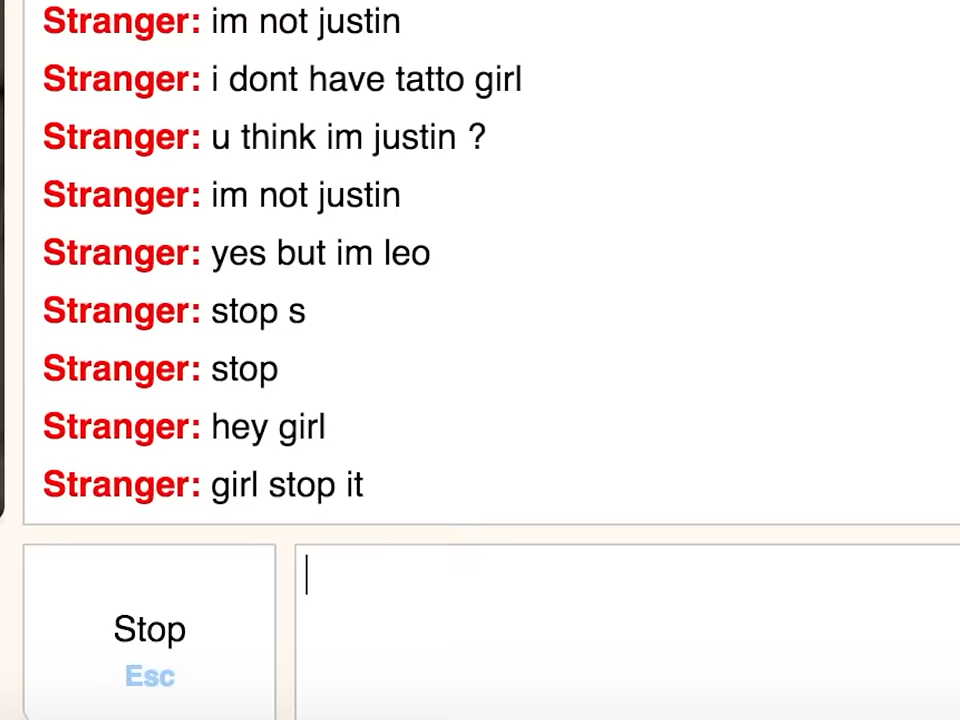 Stranger: im not justin
Stranger: i dont have tatto girl
Stranger: u think im justin ?
Stranger: im not justin
Stranger: yes but im leo
Stranger: stop s
Stranger: stop
Stranger: hey girl
Stranger: girl stop it
Stop
Esc